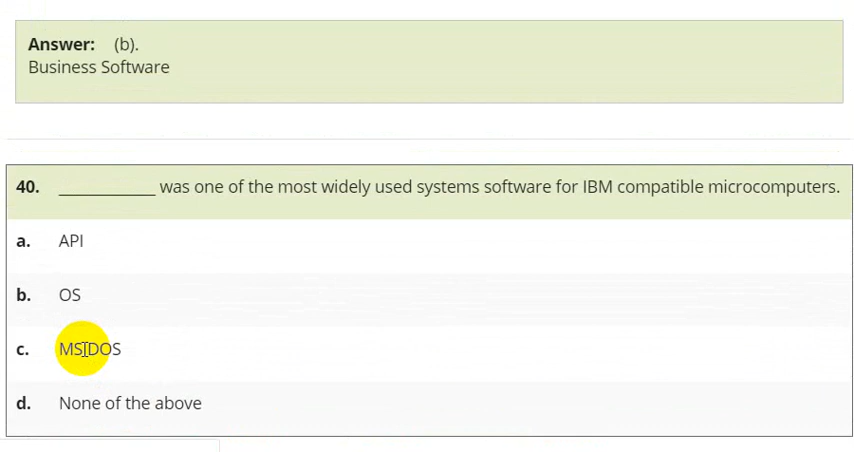 Answer: (b).
Business Software
40. ____________ was one of the most widely used systems software for IBM compatible microcomputers.
a. API
b. OS
c. MS-DOS
d. None of the above